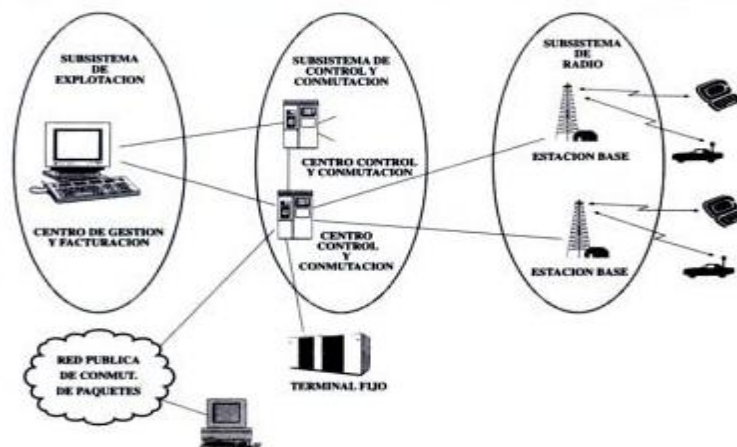 SUBSISTEMA
DE
EXPLOTACION
CENTRO DE GESTION
Y FACTURACION
SUBSISTEMA DE
CONTROL Y
CONMUTACION
CENTRO CONTROL
Y CONMUTACION
CENTRO
CONTROL
Y
CONMUTACION
SUBSISTEMA
DE
RADIO
ESTACION BASE
ESTACION BASE
RED PUBLICA
DE CONMUT.
DE PAQUETES
TERMINAL FIJO